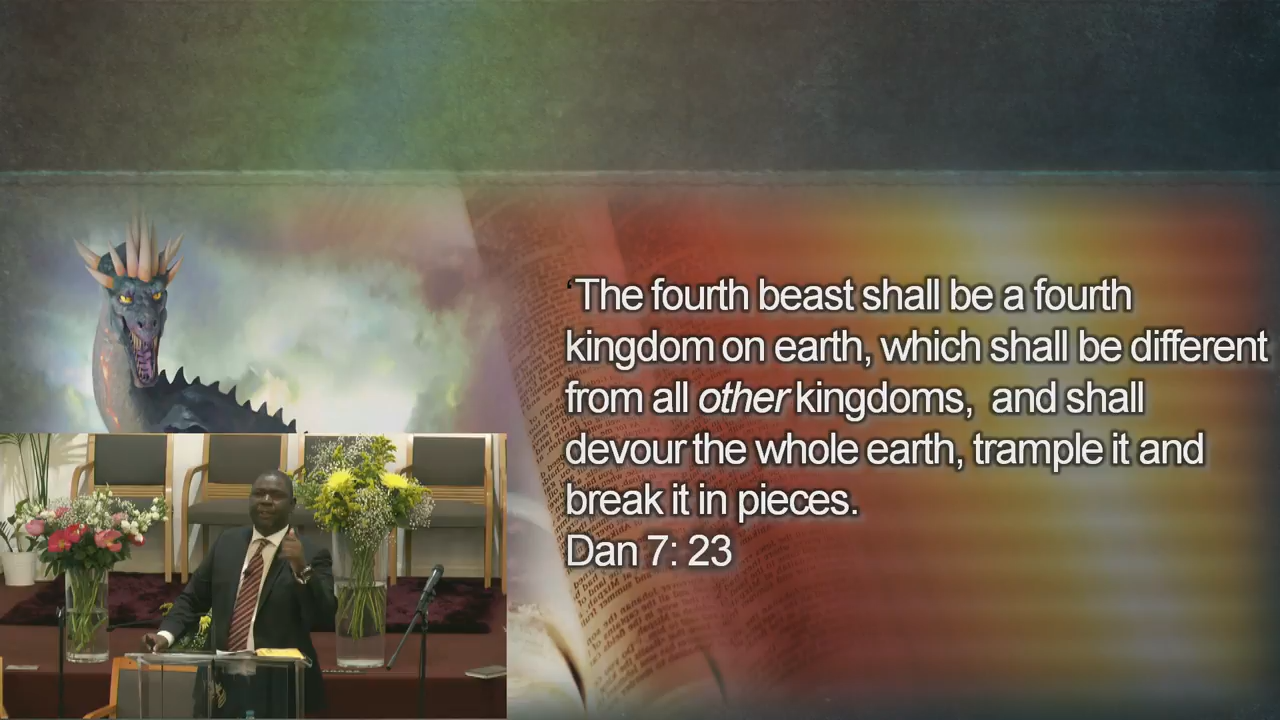 ‘The fourth beast shall be a fourth
kingdom on earth, which shall be different
from all other kingdoms, and shall
devour the whole earth, trample it and
break it in pieces.
Dan 7: 23